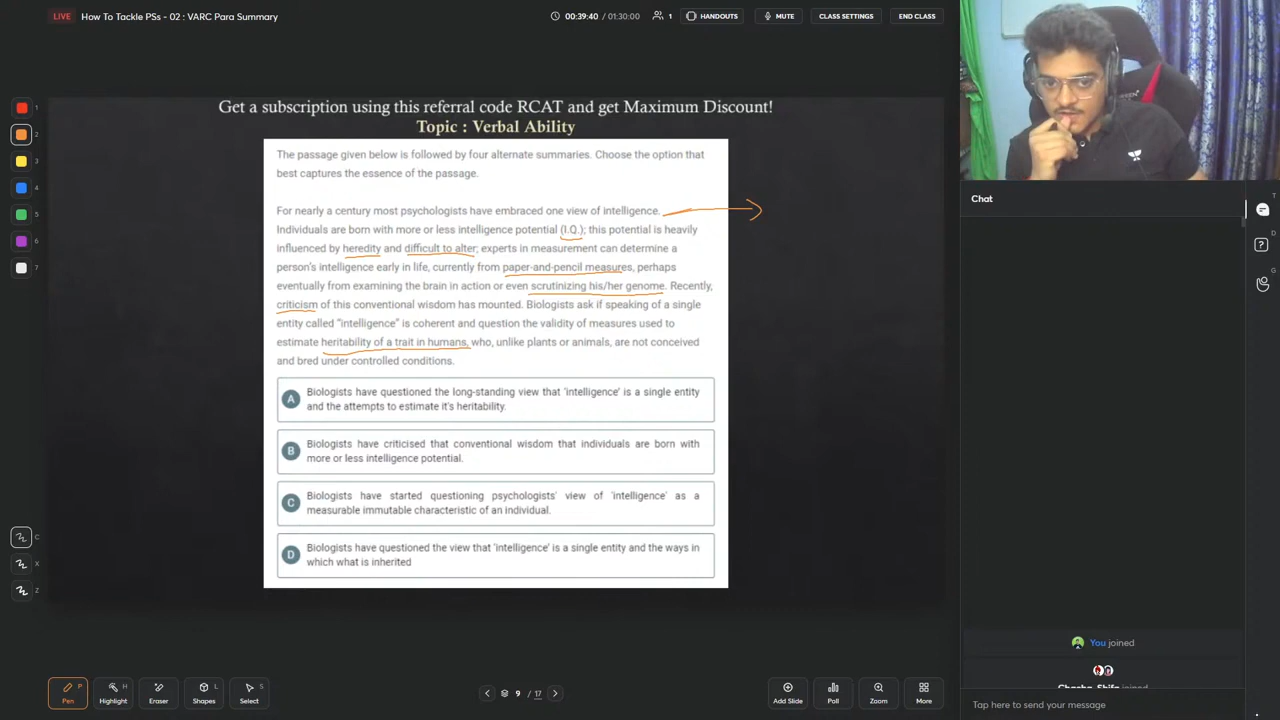 LIVE How To Tackle PSs - 02 : VARC Para Summary 00:39:40 / 01:30:00 1 HANDOUTS MUTE CLASS SETTINGS END CLASS
Get a subscription using this referral code RCAT and get Maximum Discount!
Topic : Verbal Ability
The passage given below is followed by four alternate summaries. Choose the option that
best captures the essence of the passage.
For nearly a century most psychologists have embraced one view of intelligence.
Individuals are born with more or less intelligence potential (I.Q.); this potential is heavily
influenced by heredity and difficult to alter; experts in measurement can determine a
person's intelligence early in life, currently from paper-and-pencil measures, perhaps
eventually from examining the brain in action or even scrutinizing his/her genome. Recently,
criticism of this conventional wisdom has mounted. Biologists ask if speaking of a single
entity called "intelligence" is coherent and question the validity of measures used to
estimate heritability of a trait in humans, who, unlike plants or animals, are not conceived
and bred under controlled conditions.
A Biologists have questioned the long-standing view that 'intelligence' is a single entity
and the attempts to estimate it's heritability.
B Biologists have criticised that conventional wisdom that individuals are born with
more or less intelligence potential.
C Biologists have started questioning psychologists' view of 'intelligence' as a
measurable immutable characteristic of an individual.
D Biologists have questioned the view that 'intelligence' is a single entity and the ways in
which what is inherited
1
2
3
4
5
6
7
C
X
Z
Pen P
Highlight H
Eraser E
Shapes L
Select S
9 / 17
Add Slide
Poll
Zoom
More
Chat
T
D
You joined
joined
Tap here to send your message